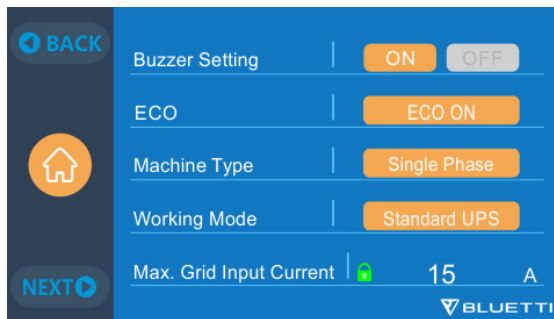 BACK
Buzzer Setting ON OFF
ECO ECO ON
Machine Type Single Phase
Working Mode Standard UPS
Max. Grid Input Current 15 A
NEXT
BLUETTI